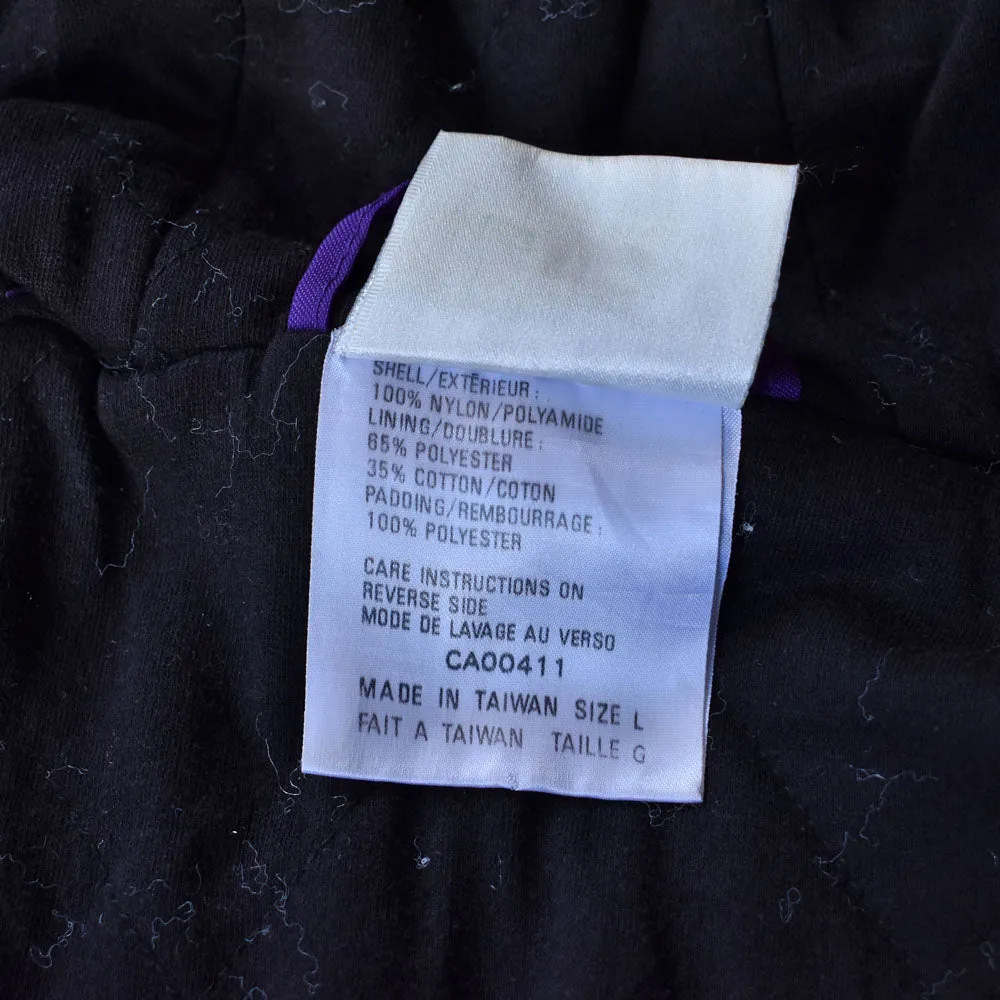 SHELL/EXTÉRIEUR:
100% NYLON/POLYAMIDE
LINING/DOUBLURE:
65% POLYESTER
35% COTTON/COTON
PADDING/REMBOURRAGE:
100% POLYESTER
CARE INSTRUCTIONS ON
REVERSE SIDE
MODE DE LAVAGE AU VERSO
CA00411
MADE IN TAIWAN SIZE L
FAIT A TAIWAN TAILLE G